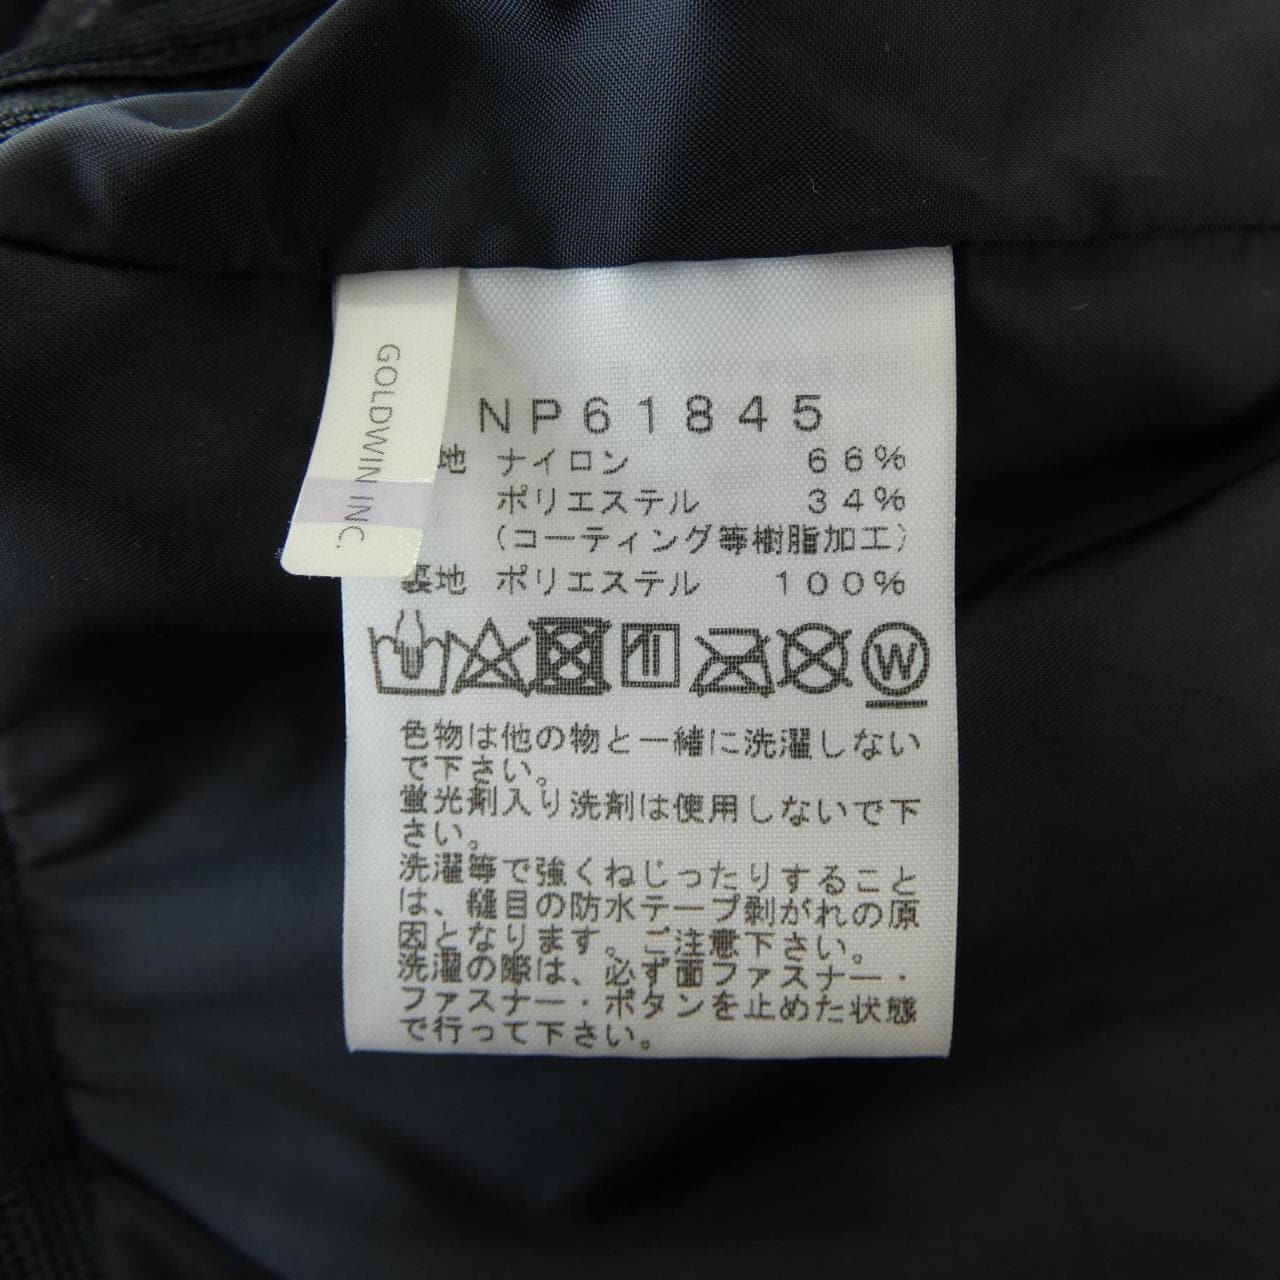 GOLDWIN INC.
NP61845
地 ナイロン 66%
ポリエステル 34%
(コーティング等樹脂加工)
裏地 ポリエステル 100%
W
色物は他の物と一緒に洗濯しない
で下さい。
蛍光剤入り洗剤は使用しないで下
さい。
洗濯等で強くねじったりすること
は、縫目の防水テープ剥がれの原
因となります。ご注意下さい。
洗濯の際は、必ず面ファスナー・
ファスナー・ボタンを止めた状態
で行って下さい。